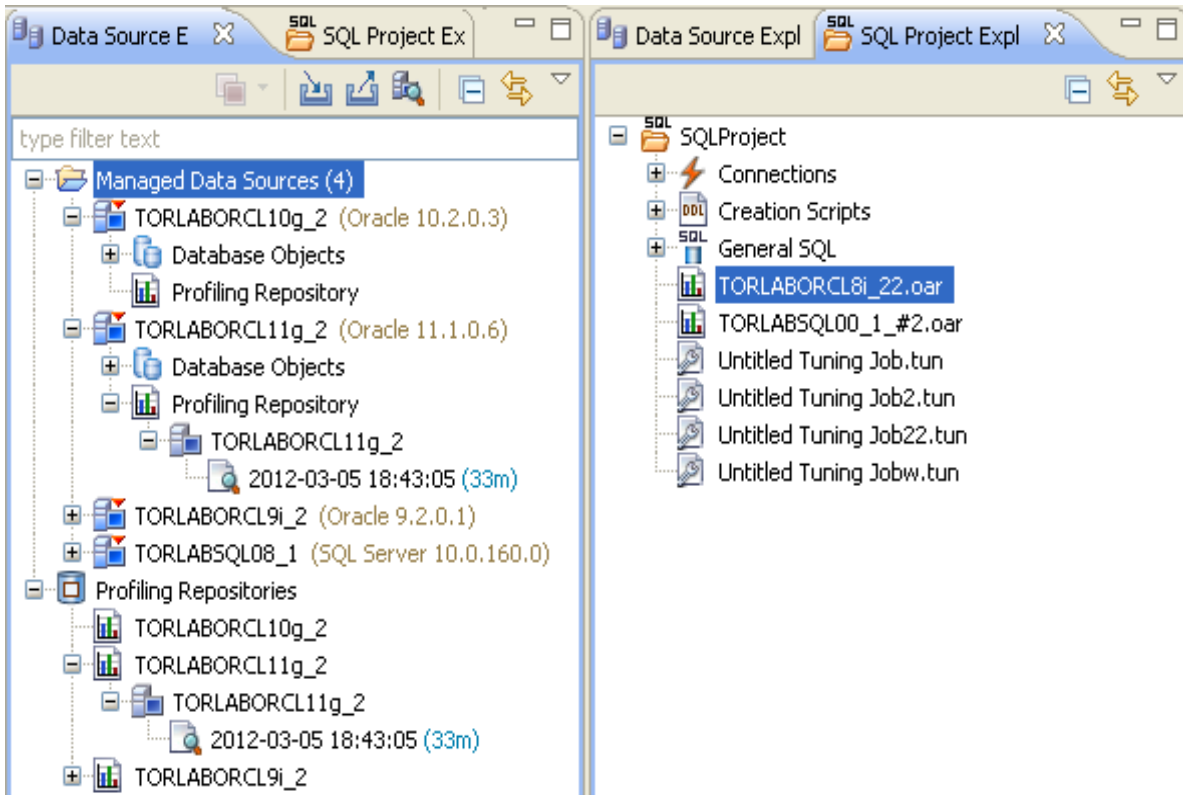 Data Source E
SQL SQL Project Ex
type filter text
Managed Data Sources (4)
TORLABORCL10g_2 (Oracle 10.2.0.3)
Database Objects
Profiling Repository
TORLABORCL11g_2 (Oracle 11.1.0.6)
Database Objects
Profiling Repository
TORLABORCL11g_2
2012-03-05 18:43:05 (33m)
TORLABORCL9i_2 (Oracle 9.2.0.1)
TORLABSQL08_1 (SQL Server 10.0.160.0)
Profiling Repositories
TORLABORCL10g_2
TORLABORCL11g_2
TORLABORCL11g_2
2012-03-05 18:43:05 (33m)
TORLABORCL9i_2
Data Source Expl
SQL SQL Project Expl
SQL SQLProject
Connections
DDL Creation Scripts
SQL General SQL
TORLABORCL8i_22.oar
TORLABSQL00_1_#2.oar
Untitled Tuning Job.tun
Untitled Tuning Job2.tun
Untitled Tuning Job22.tun
Untitled Tuning Jobw.tun